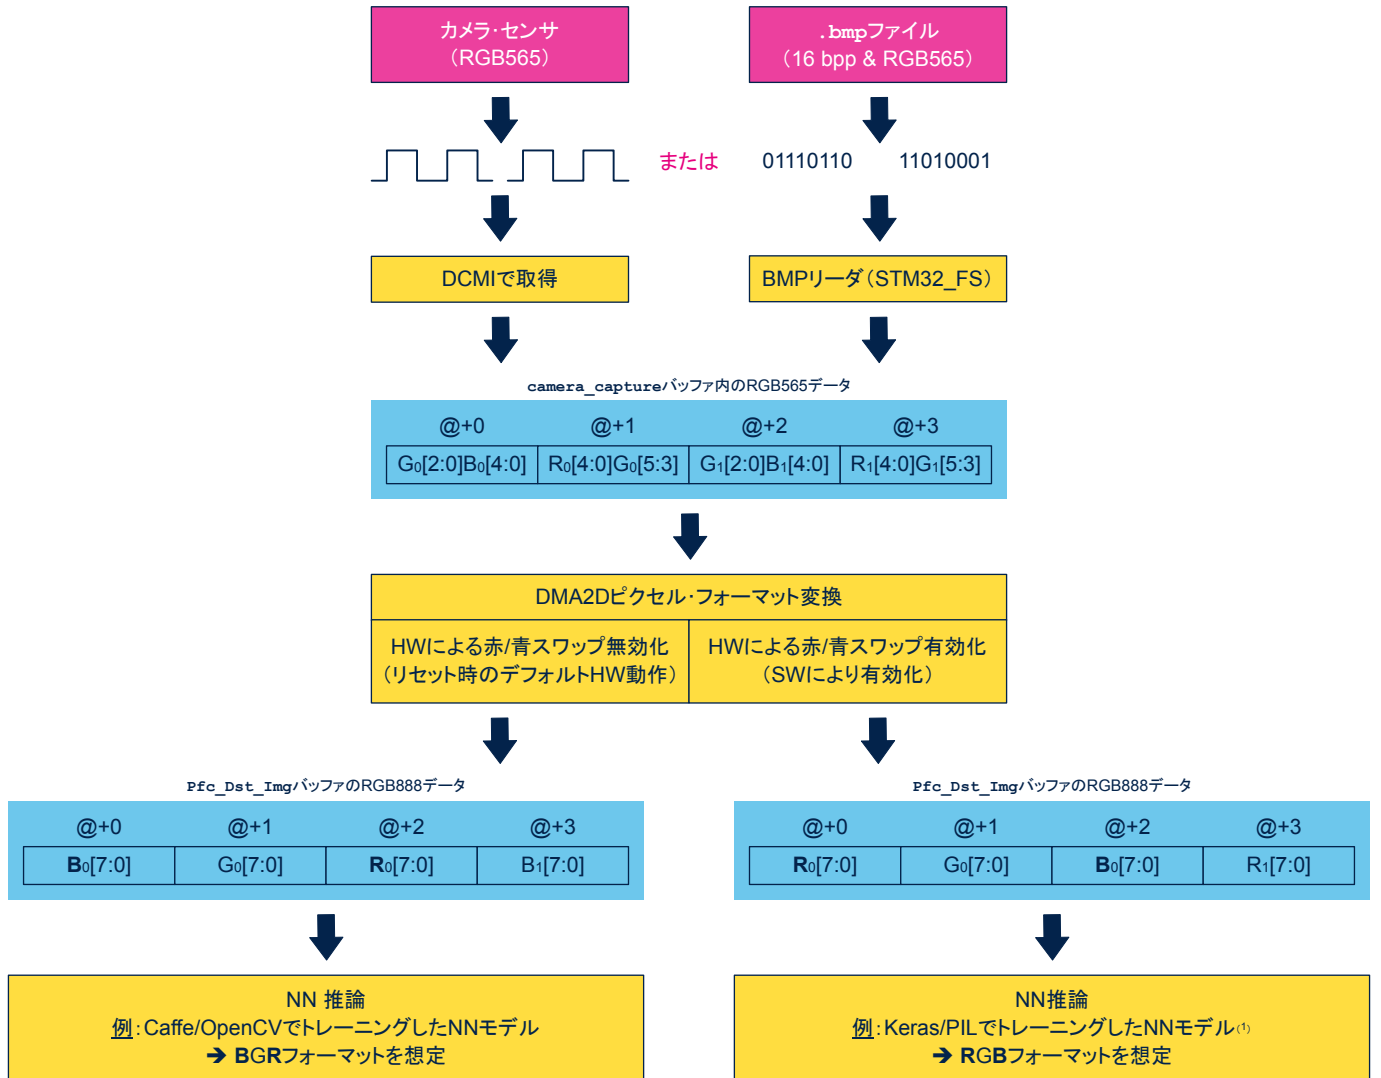 カメラ・センサ
（RGB565）
.bmpファイル
（16 bpp & RGB565）
または
01110110 11010001
DCMIで取得
BMPリーダ（STM32_FS）
camera_captureバッファ内のRGB565データ
@+0 @+1 @+2 @+3
G0[2:0]B0[4:0] R0[4:0]G0[5:3] G1[2:0]B1[4:0] R1[4:0]G1[5:3]
DMA2Dピクセル・フォーマット変換
HWによる赤/青スワップ無効化
（リセット時のデフォルトHW動作）
HWによる赤/青スワップ有効化
（SWにより有効化）
Pfc_Dst_ImgバッファのRGB888データ
@+0 @+1 @+2 @+3
B0[7:0] G0[7:0] R0[7:0] B1[7:0]
Pfc_Dst_ImgバッファのRGB888データ
@+0 @+1 @+2 @+3
R0[7:0] G0[7:0] B0[7:0] R1[7:0]
NN 推論
例：Caffe/OpenCVでトレーニングしたNNモデル
➔ BGRフォーマットを想定
NN推論
例：Keras/PILでトレーニングしたNNモデル(1)
➔ RGBフォーマットを想定